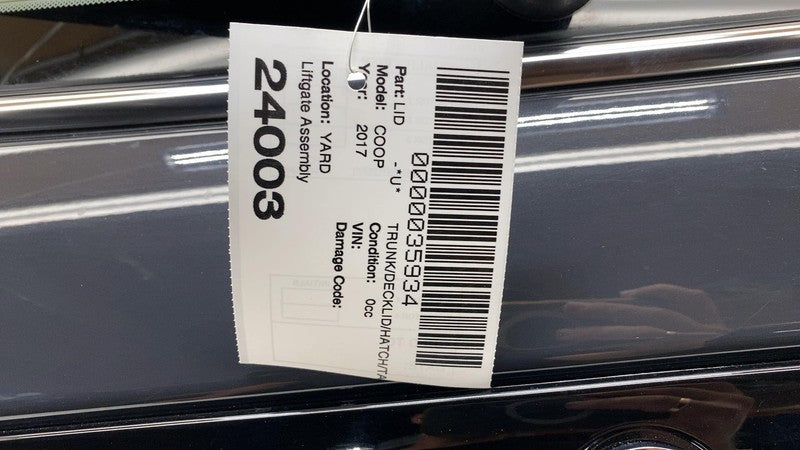 0000035934
Part: LID _*U* TRUNK/DECKLID/HATCH/TA
Model: COOP Condition: 0cc
Year: 2017 VIN:
Damage Code:
Location: YARD
Liftgate Assembly
24003